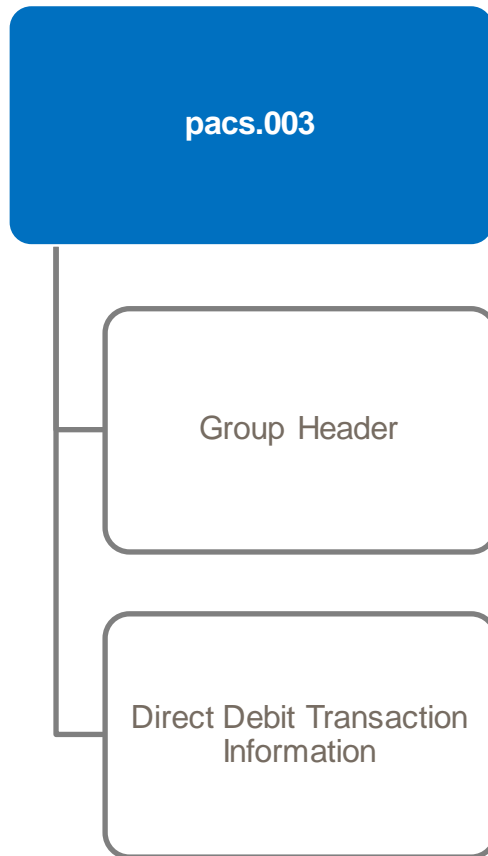 pacs.003
Group Header
Direct Debit Transaction
Information